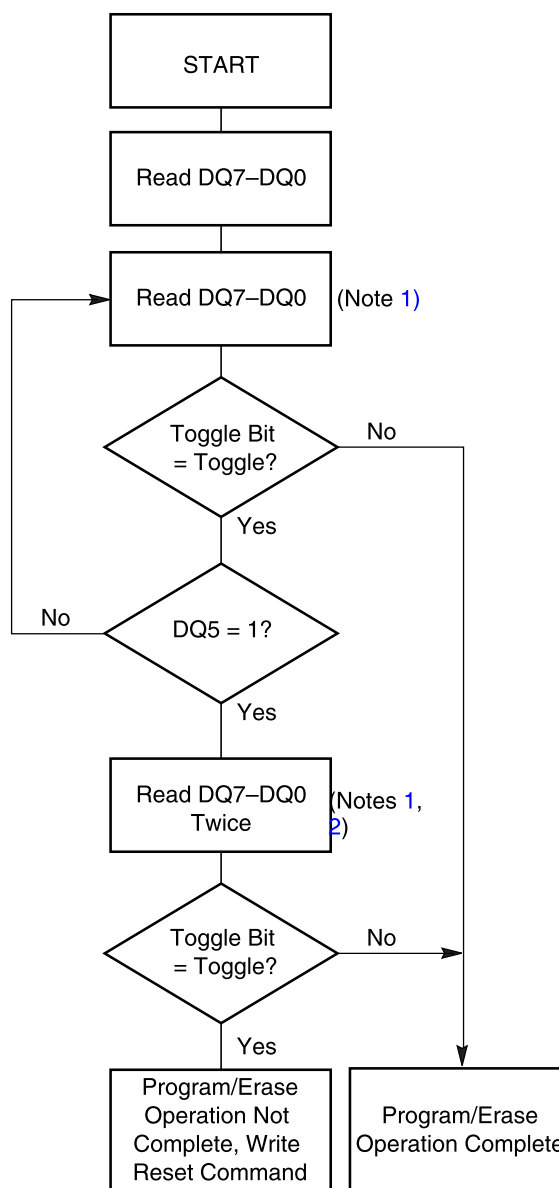 START
Read DQ7–DQ0
Read DQ7–DQ0 (Note 1)
Toggle Bit
= Toggle?
No
Yes
No
DQ5 = 1?
Yes
Read DQ7–DQ0
Twice
(Notes 1,
2)
Toggle Bit
= Toggle?
No
Yes
Program/Erase
Operation Not
Complete, Write
Reset Command
Program/Erase
Operation Complete